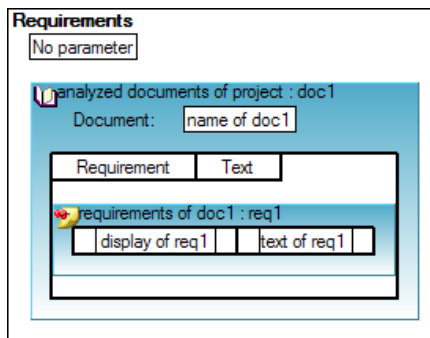 Requirements
No parameter
analyzed documents of project : doc1
Document: name of doc1
Requirement Text
requirements of doc1 : req1
display of req1 text of req1